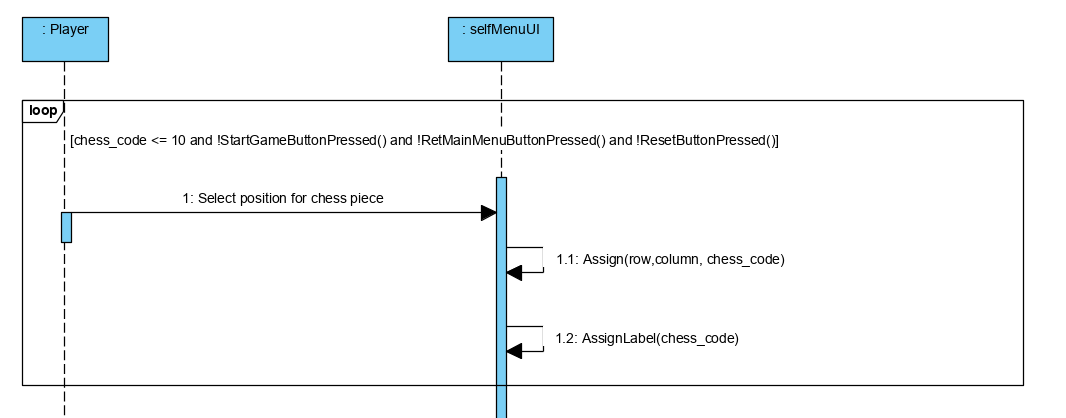 : Player
: selfMenuUI
loop
[chess_code <= 10 and !StartGameButtonPressed() and !RetMainMenuButtonPressed() and !ResetButtonPressed()]
1: Select position for chess piece
1.1: Assign(row,column, chess_code)
1.2: AssignLabel(chess_code)